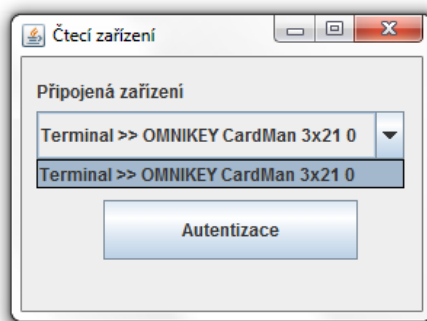 Čtecí zařízení
Připojená zařízení
Terminal >> OMNIKEY CardMan 3x21 0
Terminal >> OMNIKEY CardMan 3x21 0
Autentizace